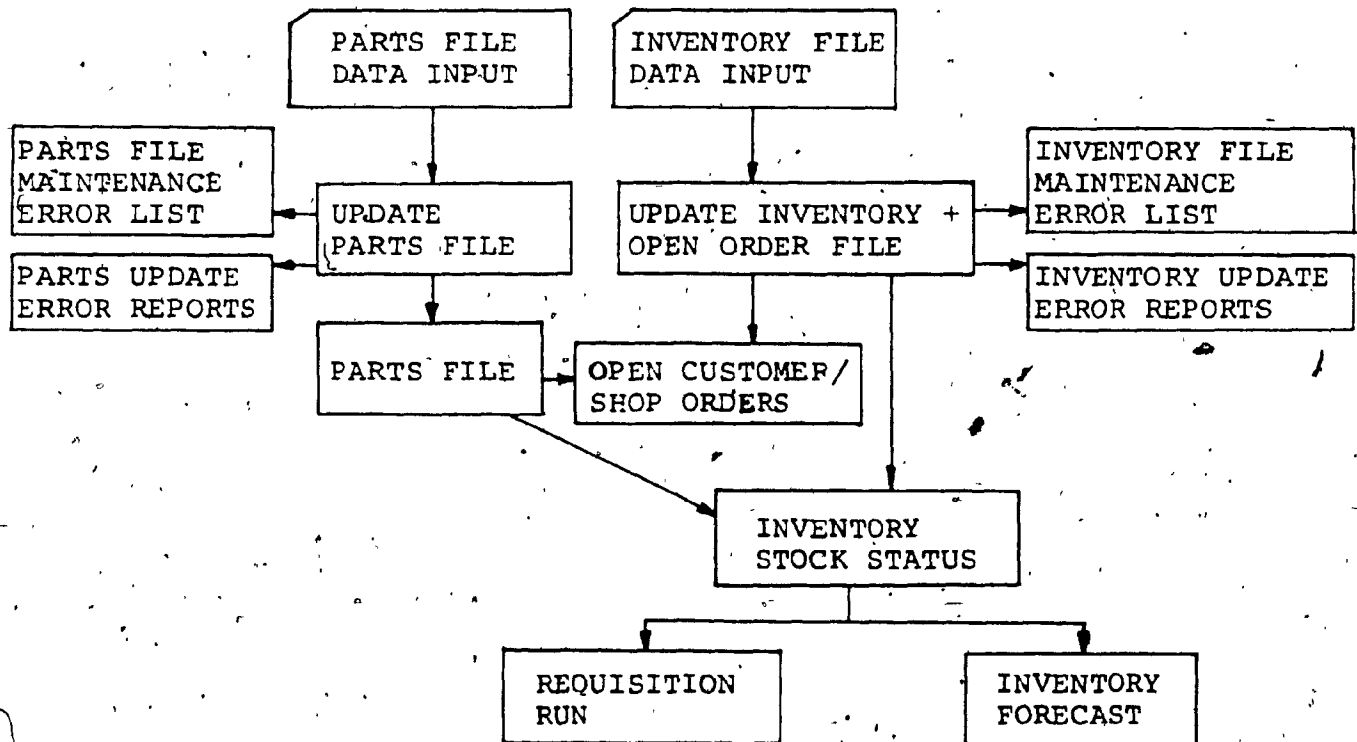 PARTS FILE
DATA INPUT
INVENTORY FILE
DATA INPUT
PARTS FILE
MAINTENANCE
ERROR LIST
UPDATE
PARTS FILE
UPDATE INVENTORY +
OPEN ORDER FILE
INVENTORY FILE
MAINTENANCE
ERROR LIST
PARTS UPDATE
ERROR REPORTS
INVENTORY UPDATE
ERROR REPORTS
PARTS FILE
OPEN CUSTOMER/
SHOP ORDERS
INVENTORY
STOCK STATUS
REQUISITION
RUN
INVENTORY
FORECAST